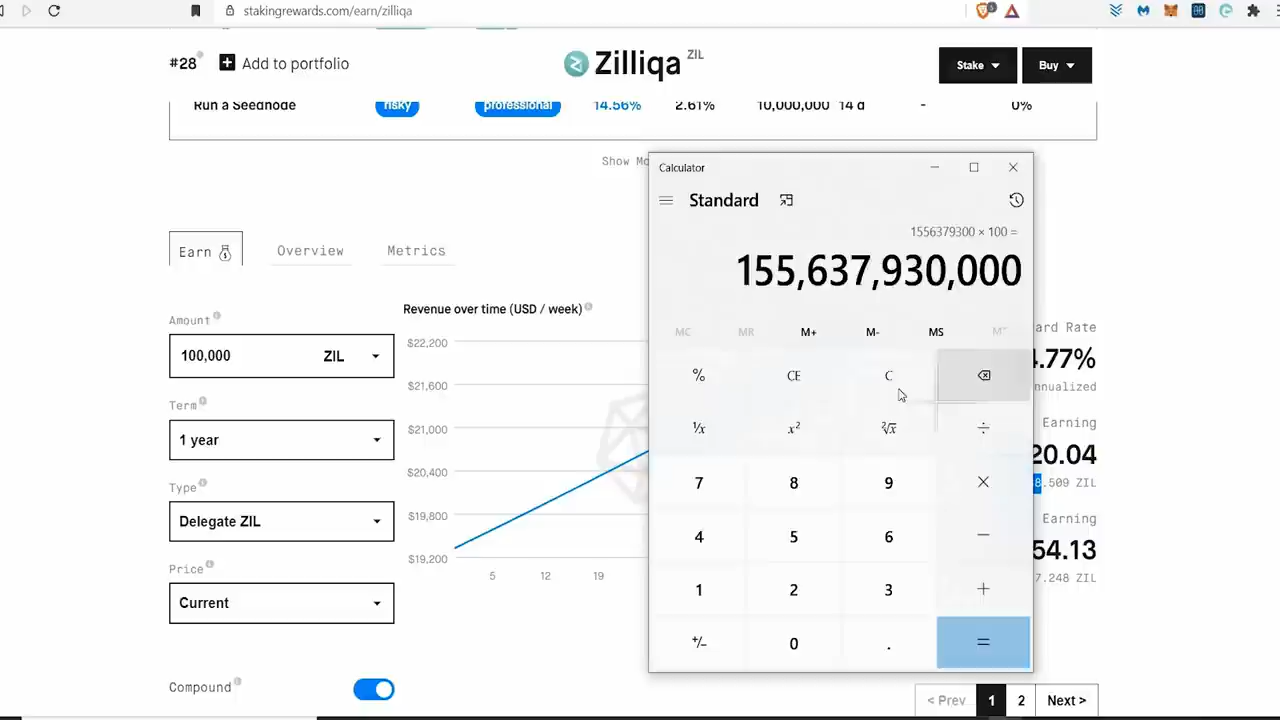 stakingrewards.com/earn/zilliqa
#28 Add to portfolio
Zilliqa ZIL
Stake
Buy
Run a Seednode risky professional 14.56% 2.61% 10,000,000 14 d - 0%
Show
Earn Overview Metrics
Amount
100,000 ZIL
Term
1 year
Type
Delegate ZIL
Price
Current
Compound
Revenue over time (USD / week)
$22,200
$21,600
$21,000
$20,400
$19,800
$19,200
5 12 19
Calculator
Standard
1556379300 × 100 =
155,637,930,000
MC MR M+ M- MS
% CE C
⅟x x² ²√x ÷
7 8 9 ×
4 5 6 −
1 2 3 +
+/− 0 . =
Rate
.77%
Earning
20.04
.509 ZIL
Earning
54.13
7.248 ZIL
< Prev 1 2 Next >